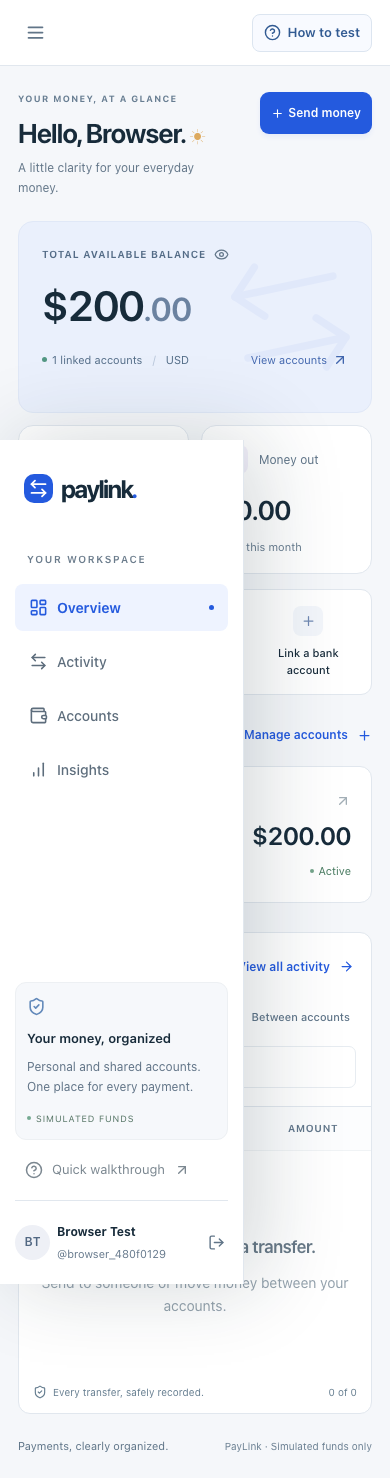 How to test
YOUR MONEY, AT A GLANCE
Hello, Browser.
Send money
A little clarity for your everyday
money.
TOTAL AVAILABLE BALANCE
$200.00
1 linked accounts / USD
View accounts
Money out
0.00
this month
Link a bank
account
Manage accounts
$200.00
Active
View all activity
Between accounts
AMOUNT
a transfer.
Send to someone or move money between your
accounts.
Every transfer, safely recorded.
0 of 0
Payments, clearly organized.
PayLink · Simulated funds only
paylink.
YOUR WORKSPACE
Overview
Activity
Accounts
Insights
Your money, organized
Personal and shared accounts.
One place for every payment.
SIMULATED FUNDS
Quick walkthrough
BT
Browser Test
@browser_480f0129